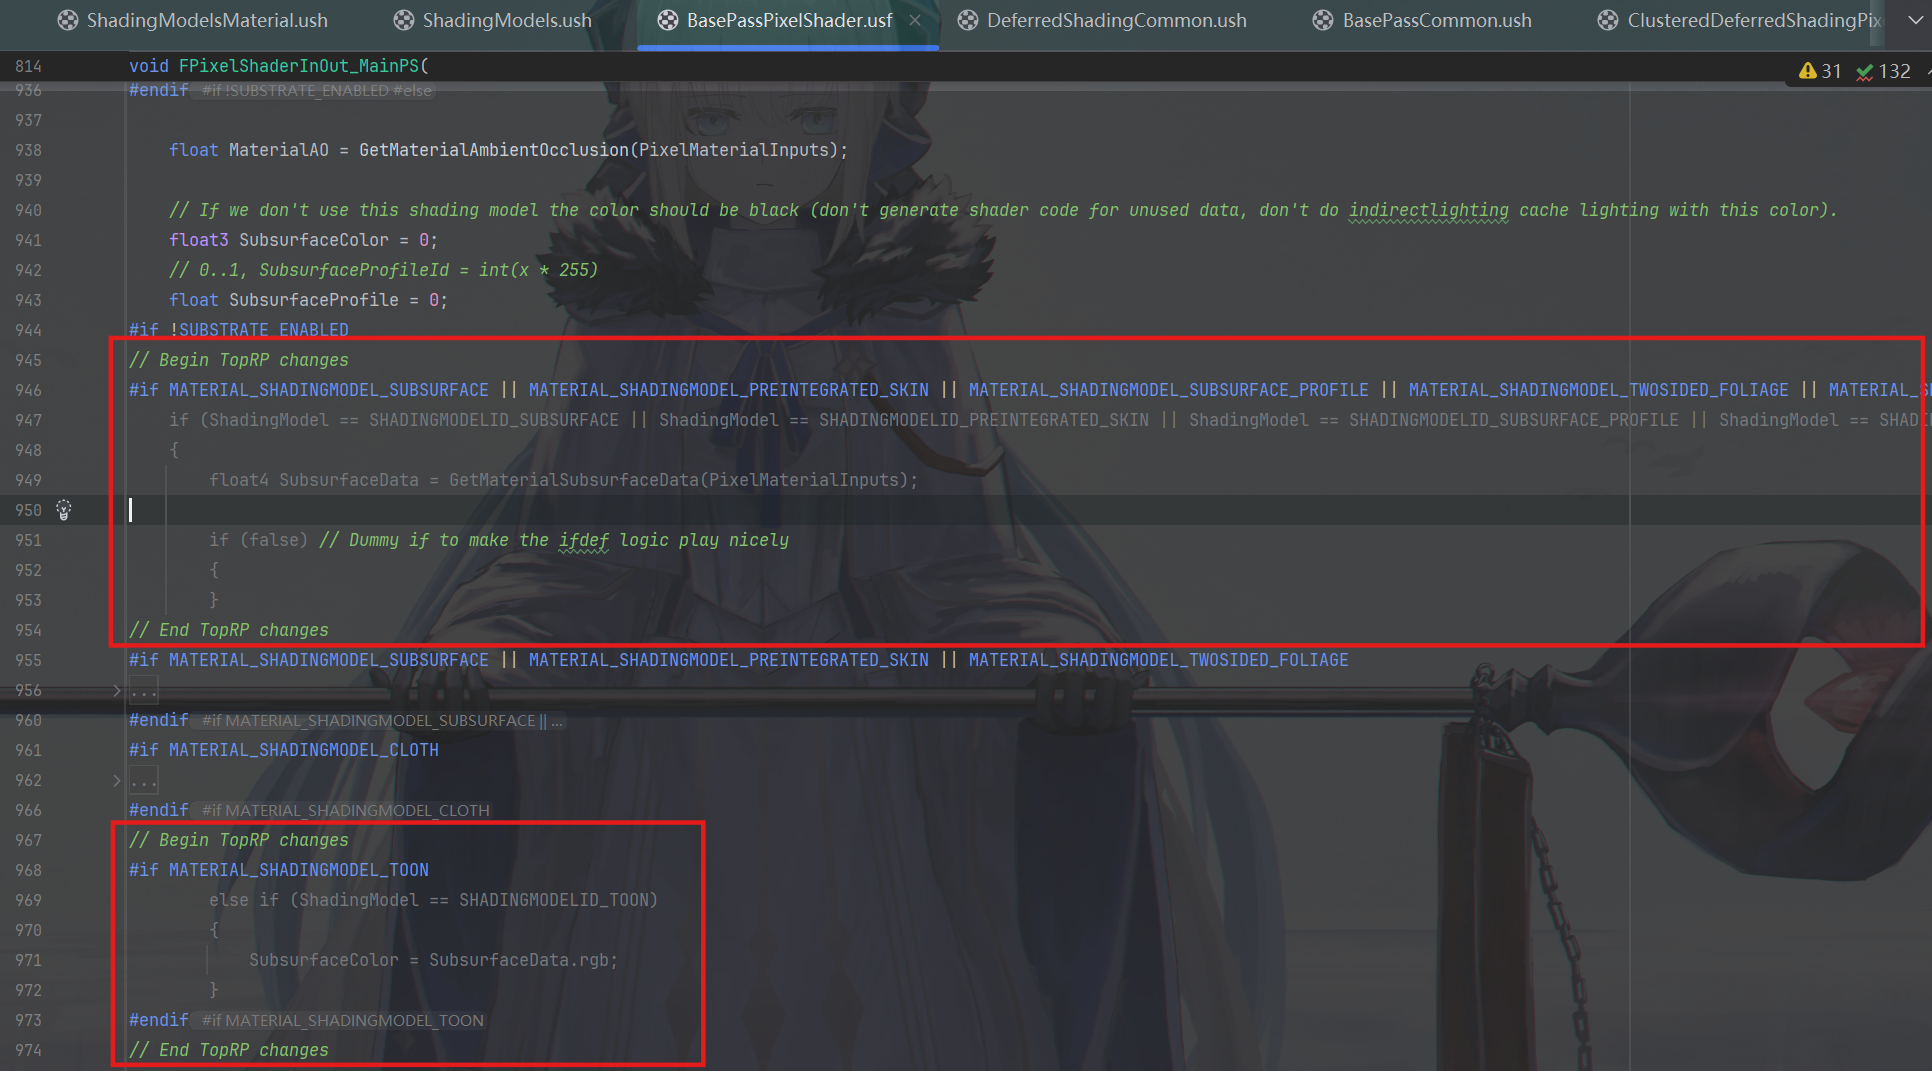 ShadingModelsMaterial.ush ShadingModels.ush BasePassPixelShader.usf DeferredShadingCommon.ush BasePassCommon.ush ClusteredDeferredShadingPix
814 void FPixelShaderInOut_MainPS(
31 132
936 #endif #if !SUBSTRATE_ENABLED #else
937
938 float MaterialAO = GetMaterialAmbientOcclusion(PixelMaterialInputs);
939
940 // If we don't use this shading model the color should be black (don't generate shader code for unused data, don't do indirectlighting cache lighting with this color).
941 float3 SubsurfaceColor = 0;
942 // 0..1, SubsurfaceProfileId = int(x * 255)
943 float SubsurfaceProfile = 0;
944 #if !SUBSTRATE_ENABLED
945 // Begin TopRP changes
946 #if MATERIAL_SHADINGMODEL_SUBSURFACE || MATERIAL_SHADINGMODEL_PREINTEGRATED_SKIN || MATERIAL_SHADINGMODEL_SUBSURFACE_PROFILE || MATERIAL_SHADINGMODEL_TWOSIDED_FOLIAGE || MATERIAL_S
947 if (ShadingModel == SHADINGMODELID_SUBSURFACE || ShadingModel == SHADINGMODELID_PREINTEGRATED_SKIN || ShadingModel == SHADINGMODELID_SUBSURFACE_PROFILE || ShadingModel == SHADI
948 {
949 float4 SubsurfaceData = GetMaterialSubsurfaceData(PixelMaterialInputs);
950
951 if (false) // Dummy if to make the ifdef logic play nicely
952 {
953 }
954 // End TopRP changes
955 #if MATERIAL_SHADINGMODEL_SUBSURFACE || MATERIAL_SHADINGMODEL_PREINTEGRATED_SKIN || MATERIAL_SHADINGMODEL_TWOSIDED_FOLIAGE
956 ...
960 #endif #if MATERIAL_SHADINGMODEL_SUBSURFACE || ...
961 #if MATERIAL_SHADINGMODEL_CLOTH
962 ...
966 #endif #if MATERIAL_SHADINGMODEL_CLOTH
967 // Begin TopRP changes
968 #if MATERIAL_SHADINGMODEL_TOON
969 else if (ShadingModel == SHADINGMODELID_TOON)
970 {
971 SubsurfaceColor = SubsurfaceData.rgb;
972 }
973 #endif #if MATERIAL_SHADINGMODEL_TOON
974 // End TopRP changes